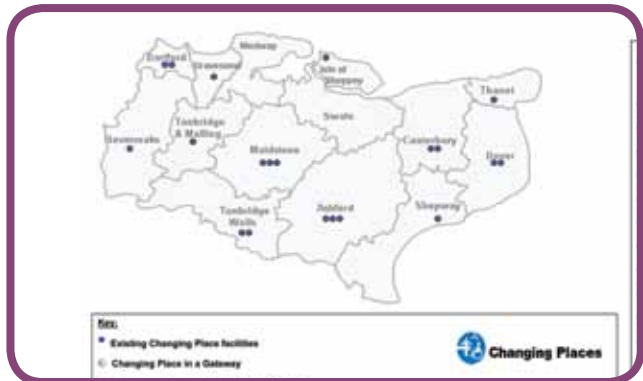 Medway
Dartford
Gravesend
Isle of
Sheppey
Thanet
Tonbridge
& Malling
Swale
Sevenoaks
Canterbury
Maidstone
Dover
Tonbridge
Wells
Ashford
Shepway
Key:
Existing Changing Place facilities
Changing Place in a Gateway
Changing Places